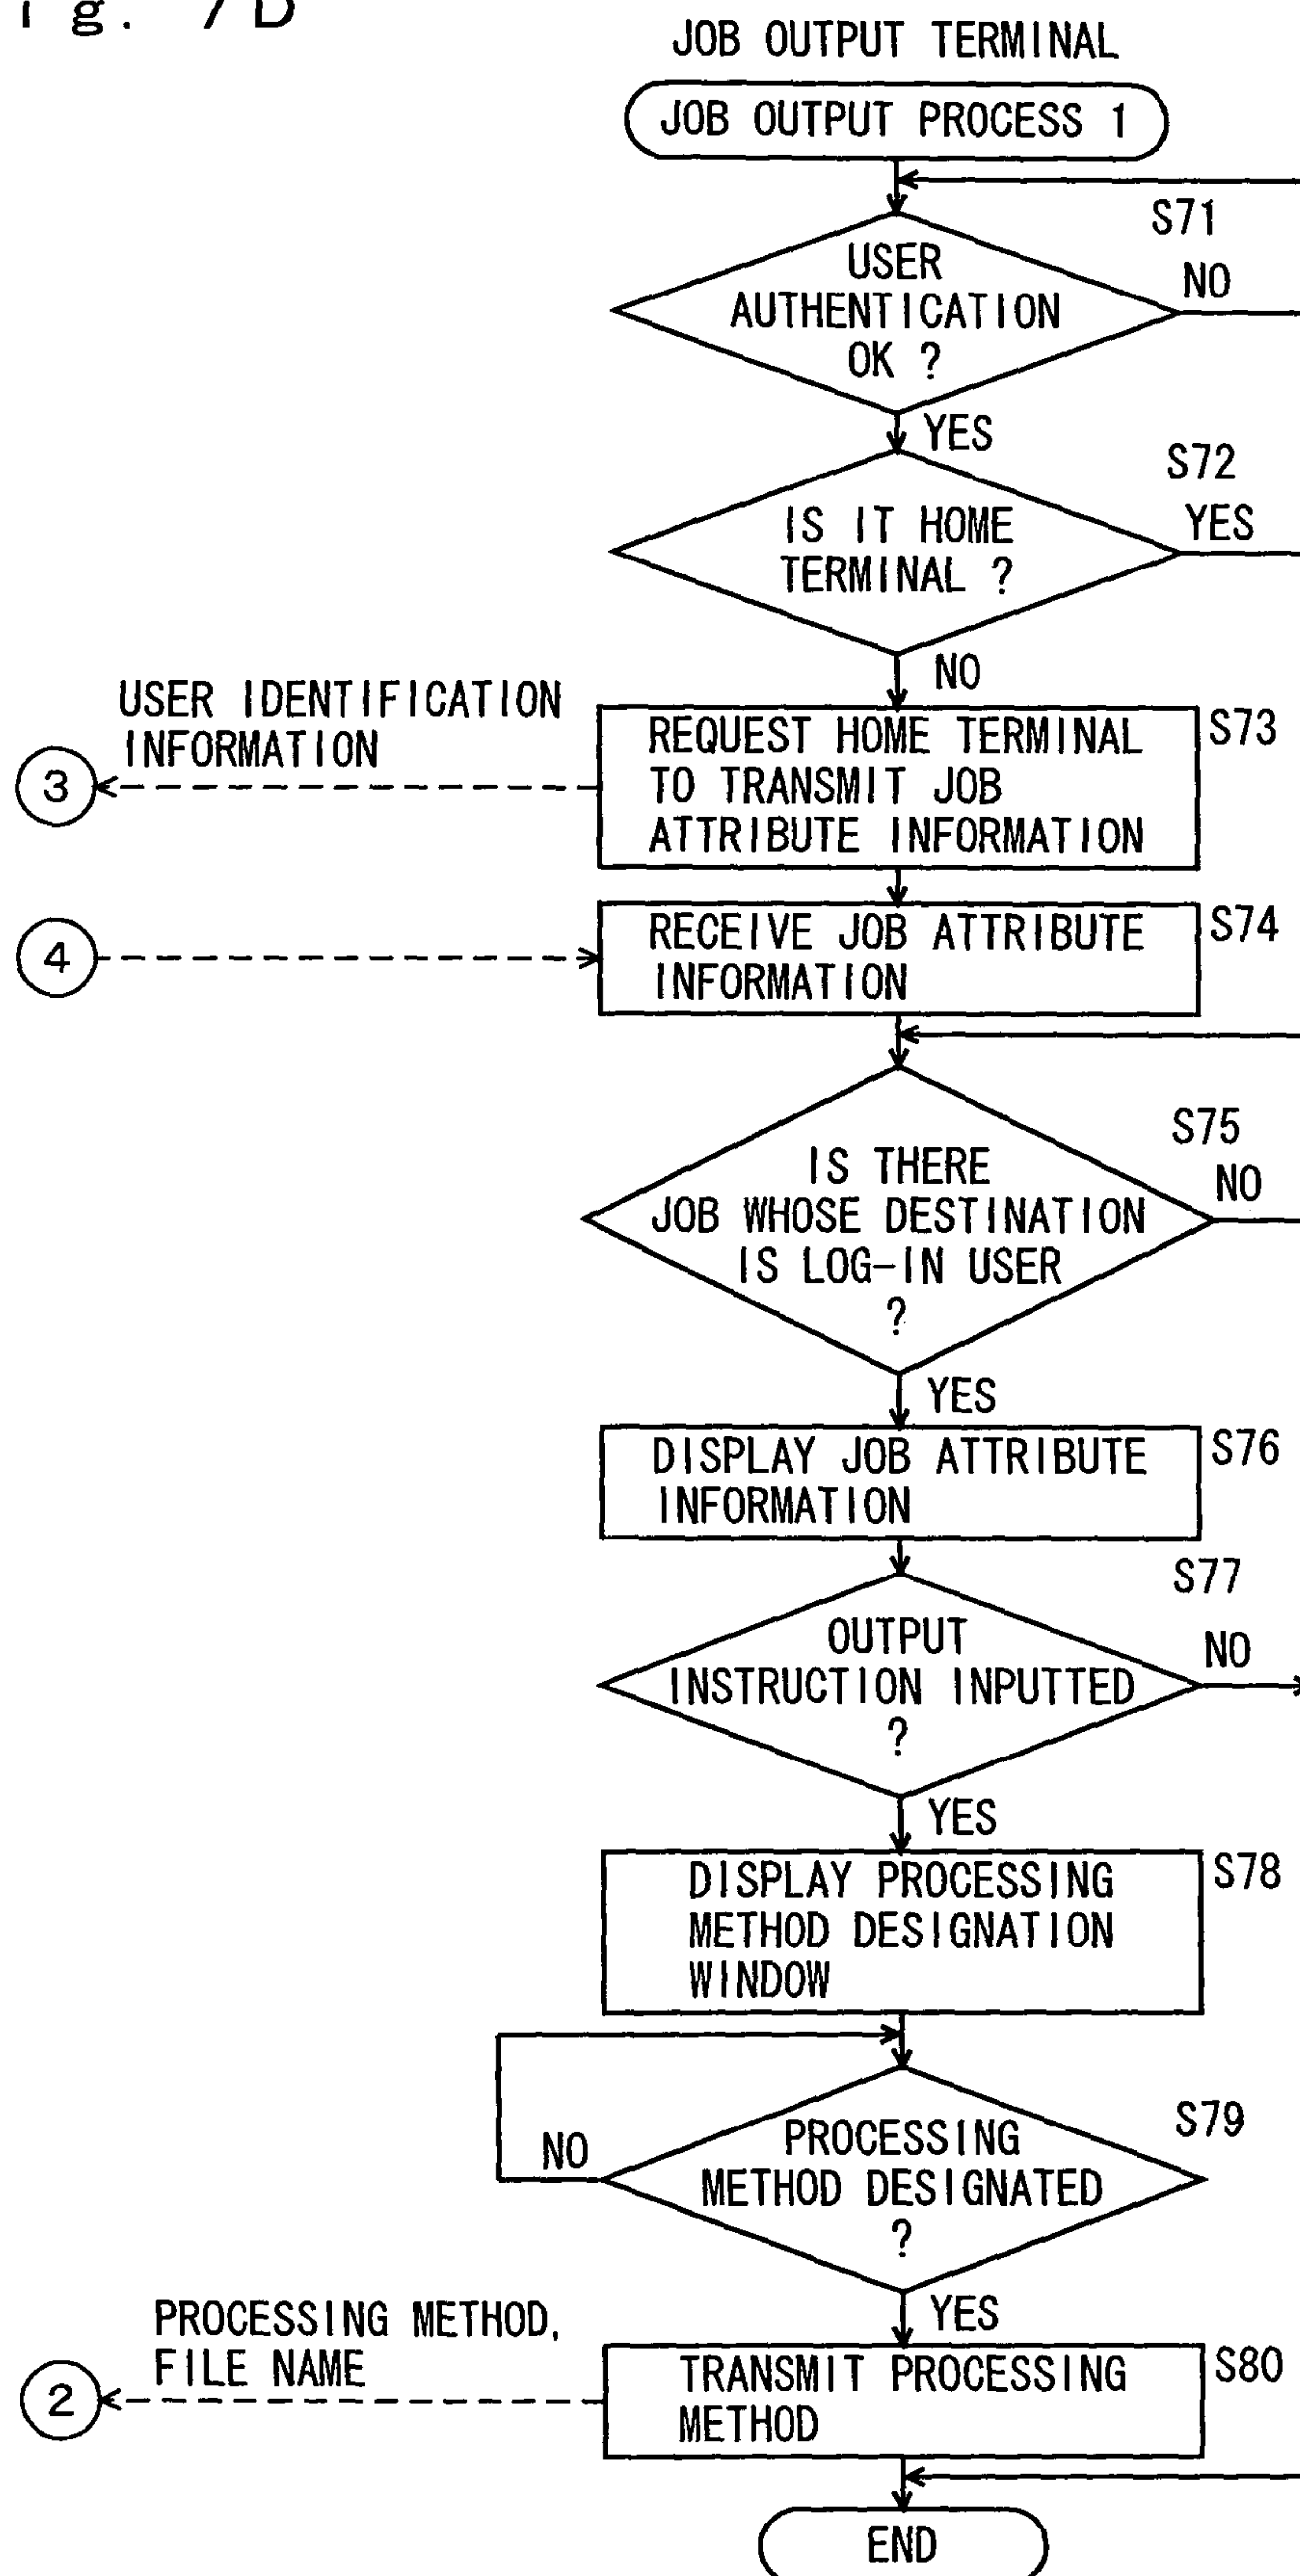 ig. 7B
JOB OUTPUT TERMINAL
JOB OUTPUT PROCESS 1
S71
USER
AUTHENTICATION
OK ?
NO
YES
S72
IS IT HOME
TERMINAL ?
YES
NO
USER IDENTIFICATION
INFORMATION
3
REQUEST HOME TERMINAL
TO TRANSMIT JOB
ATTRIBUTE INFORMATION
S73
4
RECEIVE JOB ATTRIBUTE
INFORMATION
S74
S75
IS THERE
JOB WHOSE DESTINATION
IS LOG-IN USER
?
NO
YES
DISPLAY JOB ATTRIBUTE
INFORMATION
S76
S77
OUTPUT
INSTRUCTION INPUTTED
?
NO
YES
DISPLAY PROCESSING
METHOD DESIGNATION
WINDOW
S78
S79
PROCESSING
METHOD DESIGNATED
?
NO
YES
PROCESSING METHOD,
FILE NAME
2
TRANSMIT PROCESSING
METHOD
S80
END